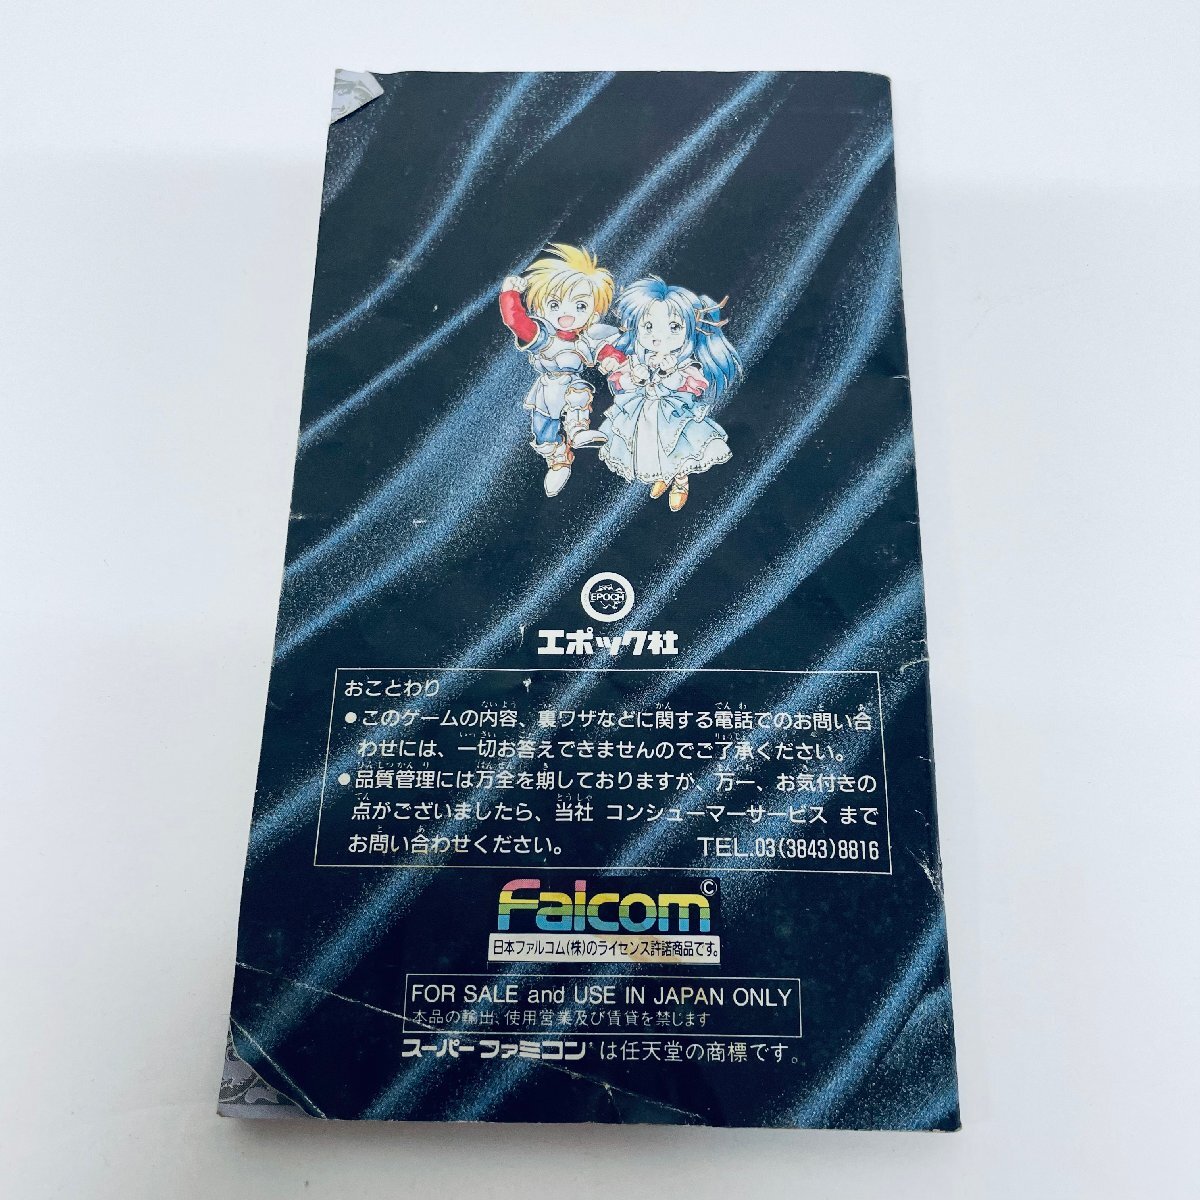 EPOCH
エポック社
おことわり
●このゲームの内容、裏ワザなどに関する電話でのお問い合
わせには、一切お答えできませんのでご了承ください。
●品質管理には万全を期しておりますが、万一、お気付きの
点がございましたら、当社 コンシューマーサービス まで
お問い合わせください。 TEL.03(3843)8816
Falcom©
日本ファルコム(株)のライセンス許諾商品です。
FOR SALE and USE IN JAPAN ONLY
本品の輸出、使用営業及び賃貸を禁じます
スーパーファミコンは任天堂の商標です。